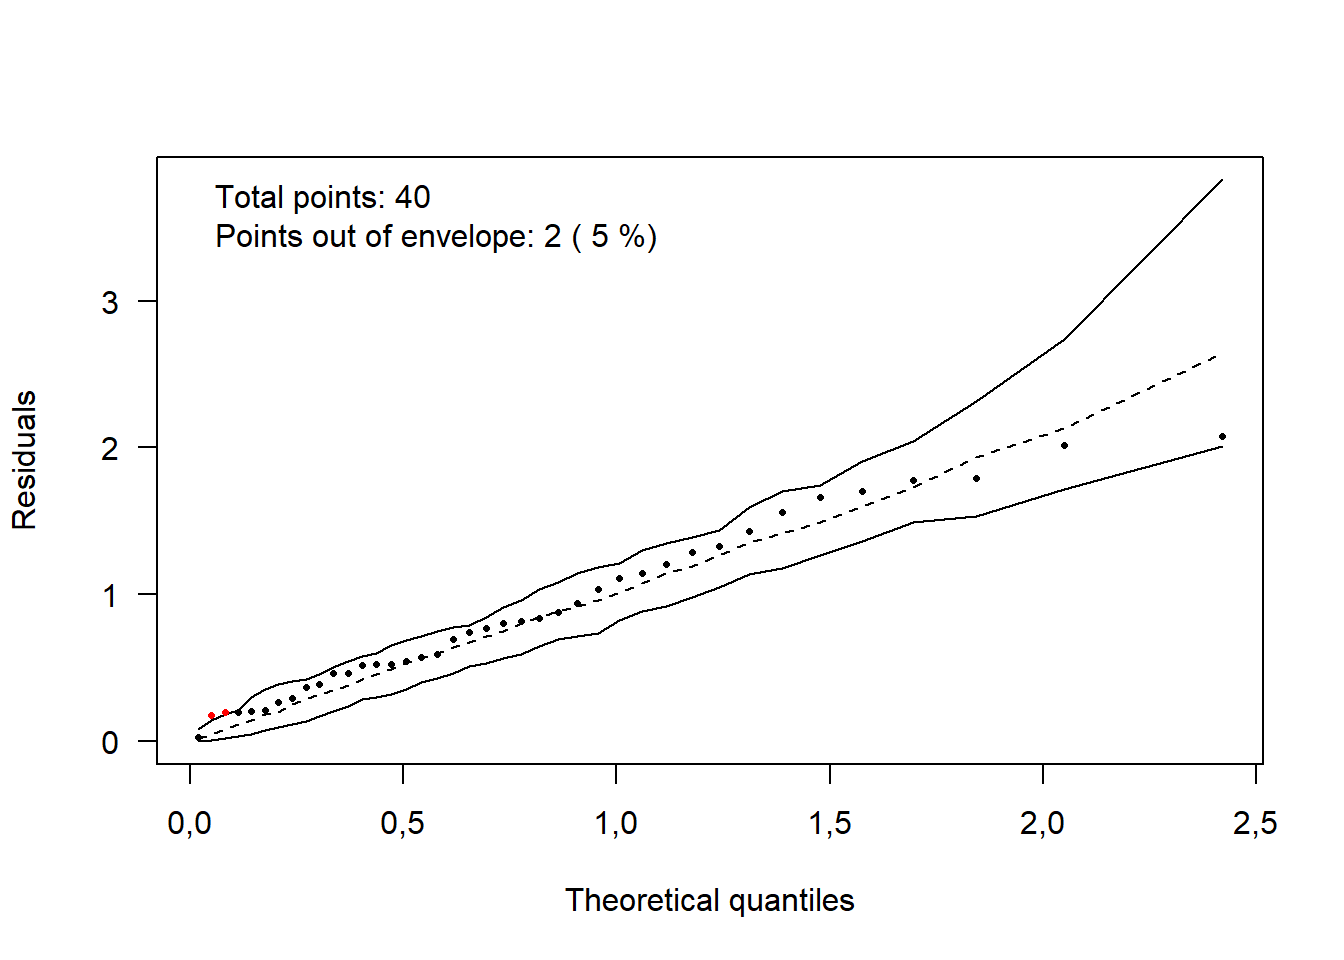 Total points: 40
Points out of envelope: 2 ( 5 %)
3
2
1
0
Residuals
0,0 0,5 1,0 1,5 2,0 2,5
Theoretical quantiles